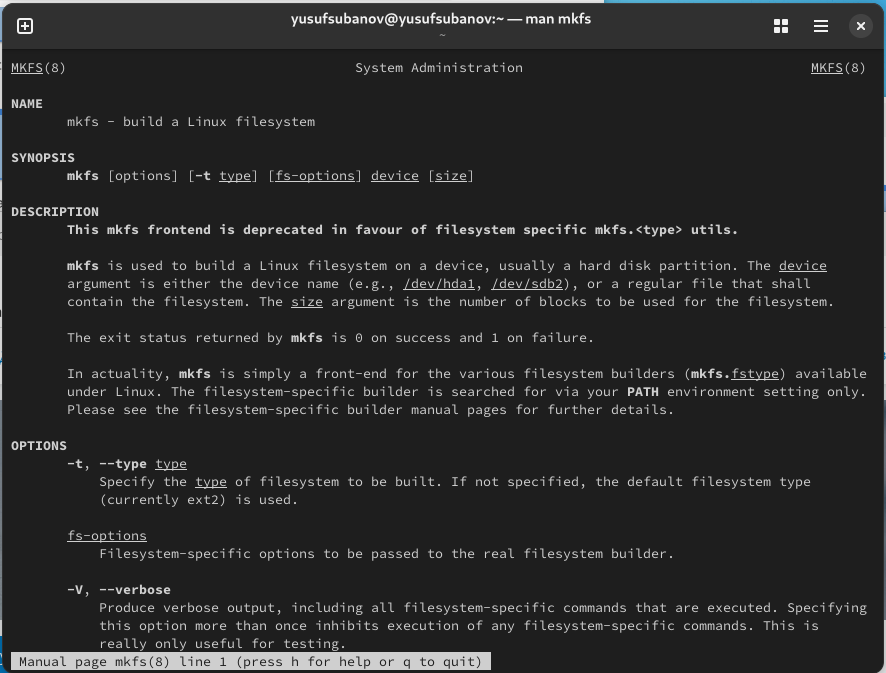 yusufsubanov@yusufsubanov:~ — man mkfs
~
MKFS(8) System Administration MKFS(8)
NAME
mkfs - build a Linux filesystem
SYNOPSIS
mkfs [options] [-t type] [fs-options] device [size]
DESCRIPTION
This mkfs frontend is deprecated in favour of filesystem specific mkfs.<type> utils.
mkfs is used to build a Linux filesystem on a device, usually a hard disk partition. The device
argument is either the device name (e.g., /dev/hda1, /dev/sdb2), or a regular file that shall
contain the filesystem. The size argument is the number of blocks to be used for the filesystem.
The exit status returned by mkfs is 0 on success and 1 on failure.
In actuality, mkfs is simply a front-end for the various filesystem builders (mkfs.fstype) available
under Linux. The filesystem-specific builder is searched for via your PATH environment setting only.
Please see the filesystem-specific builder manual pages for further details.
OPTIONS
-t, --type type
Specify the type of filesystem to be built. If not specified, the default filesystem type
(currently ext2) is used.
fs-options
Filesystem-specific options to be passed to the real filesystem builder.
-V, --verbose
Produce verbose output, including all filesystem-specific commands that are executed. Specifying
this option more than once inhibits execution of any filesystem-specific commands. This is
really only useful for testing.
Manual page mkfs(8) line 1 (press h for help or q to quit)